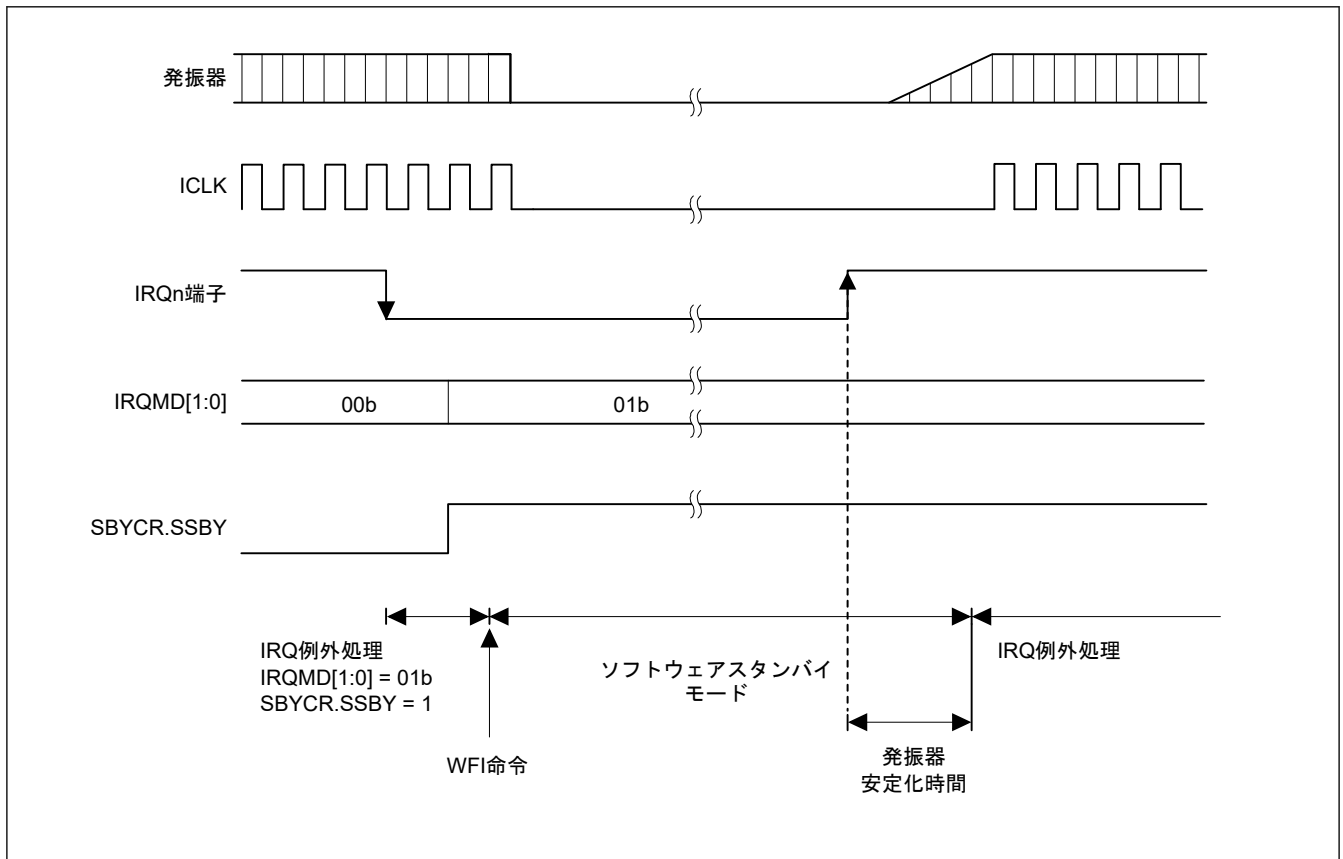 発振器
ICLK
IRQn端子
IRQMD[1:0]
00b
01b
SBYCR.SSBY
IRQ例外処理
IRQMD[1:0] = 01b
SBYCR.SSBY = 1
WFI命令
ソフトウェアスタンバイ
モード
発振器
安定化時間
IRQ例外処理